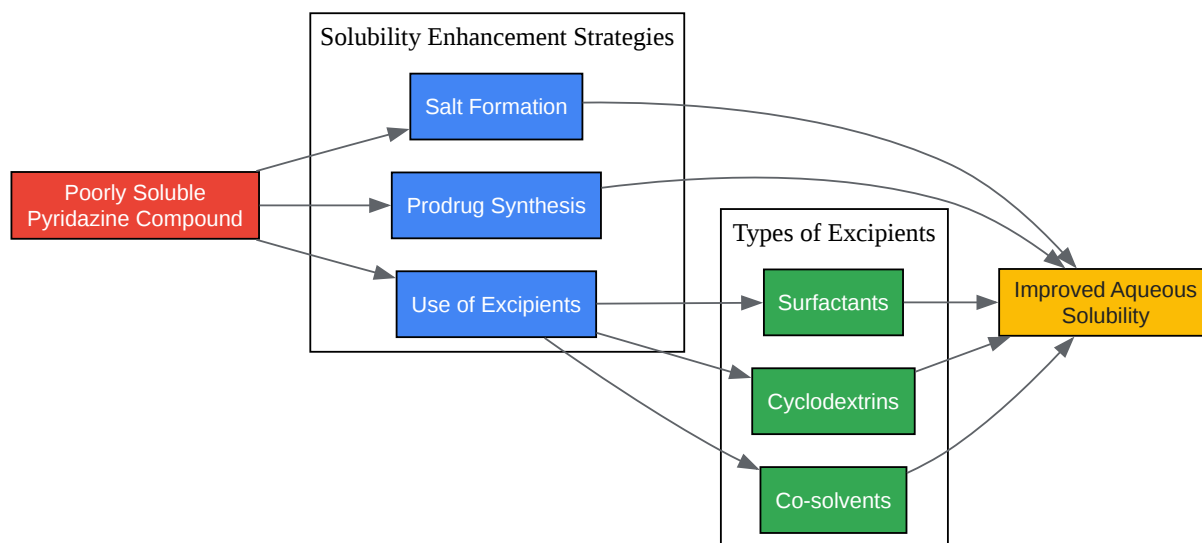 Solubility Enhancement Strategies
Salt Formation
Poorly Soluble
Pyridazine Compound
Prodrug Synthesis
Use of Excipients
Types of Excipients
Surfactants
Cyclodextrins
Co-solvents
Improved Aqueous
Solubility